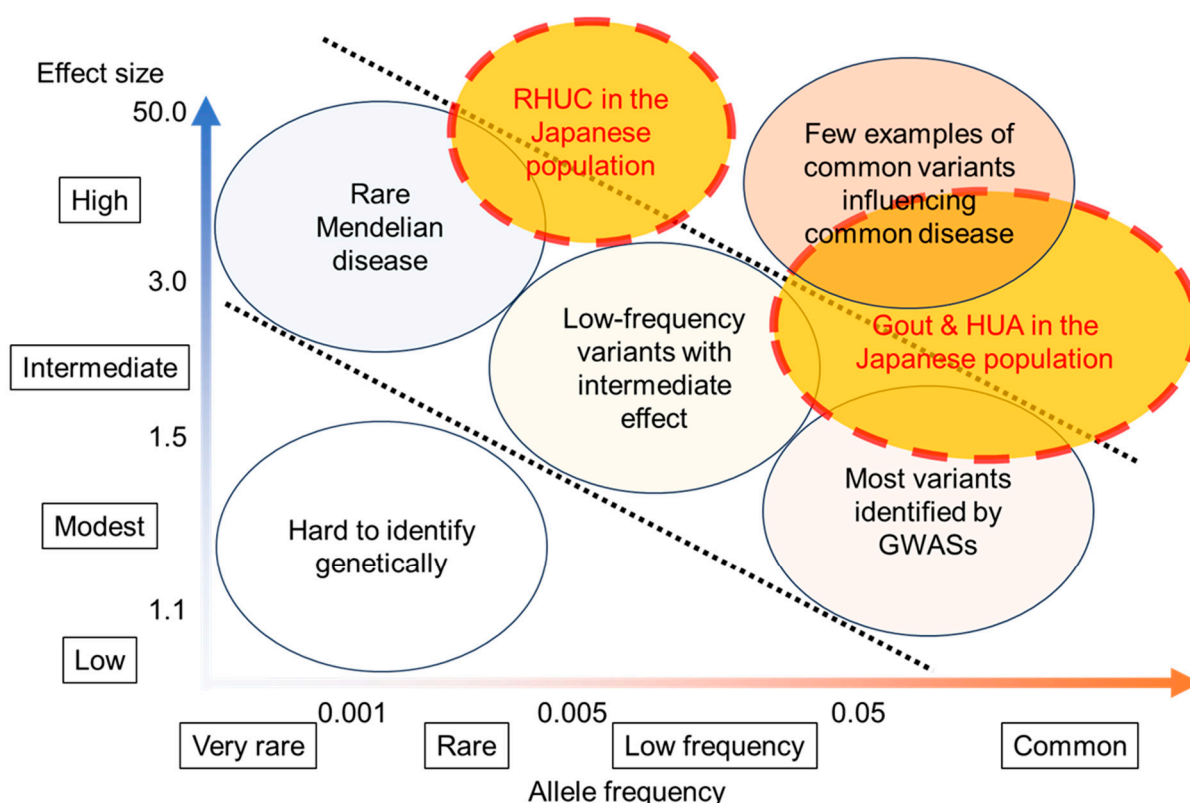 Effect size
50.0
High
3.0
Intermediate
1.5
Modest
1.1
Low
RHUC in the
Japanese
population
Few examples of
common variants
influencing
common disease
Rare
Mendelian
disease
Low-frequency
variants with
intermediate
effect
Gout & HUA in the
Japanese population
Hard to identify
genetically
Most variants
identified by
GWASs
0.001
0.005
0.05
Very rare
Rare
Low frequency
Common
Allele frequency